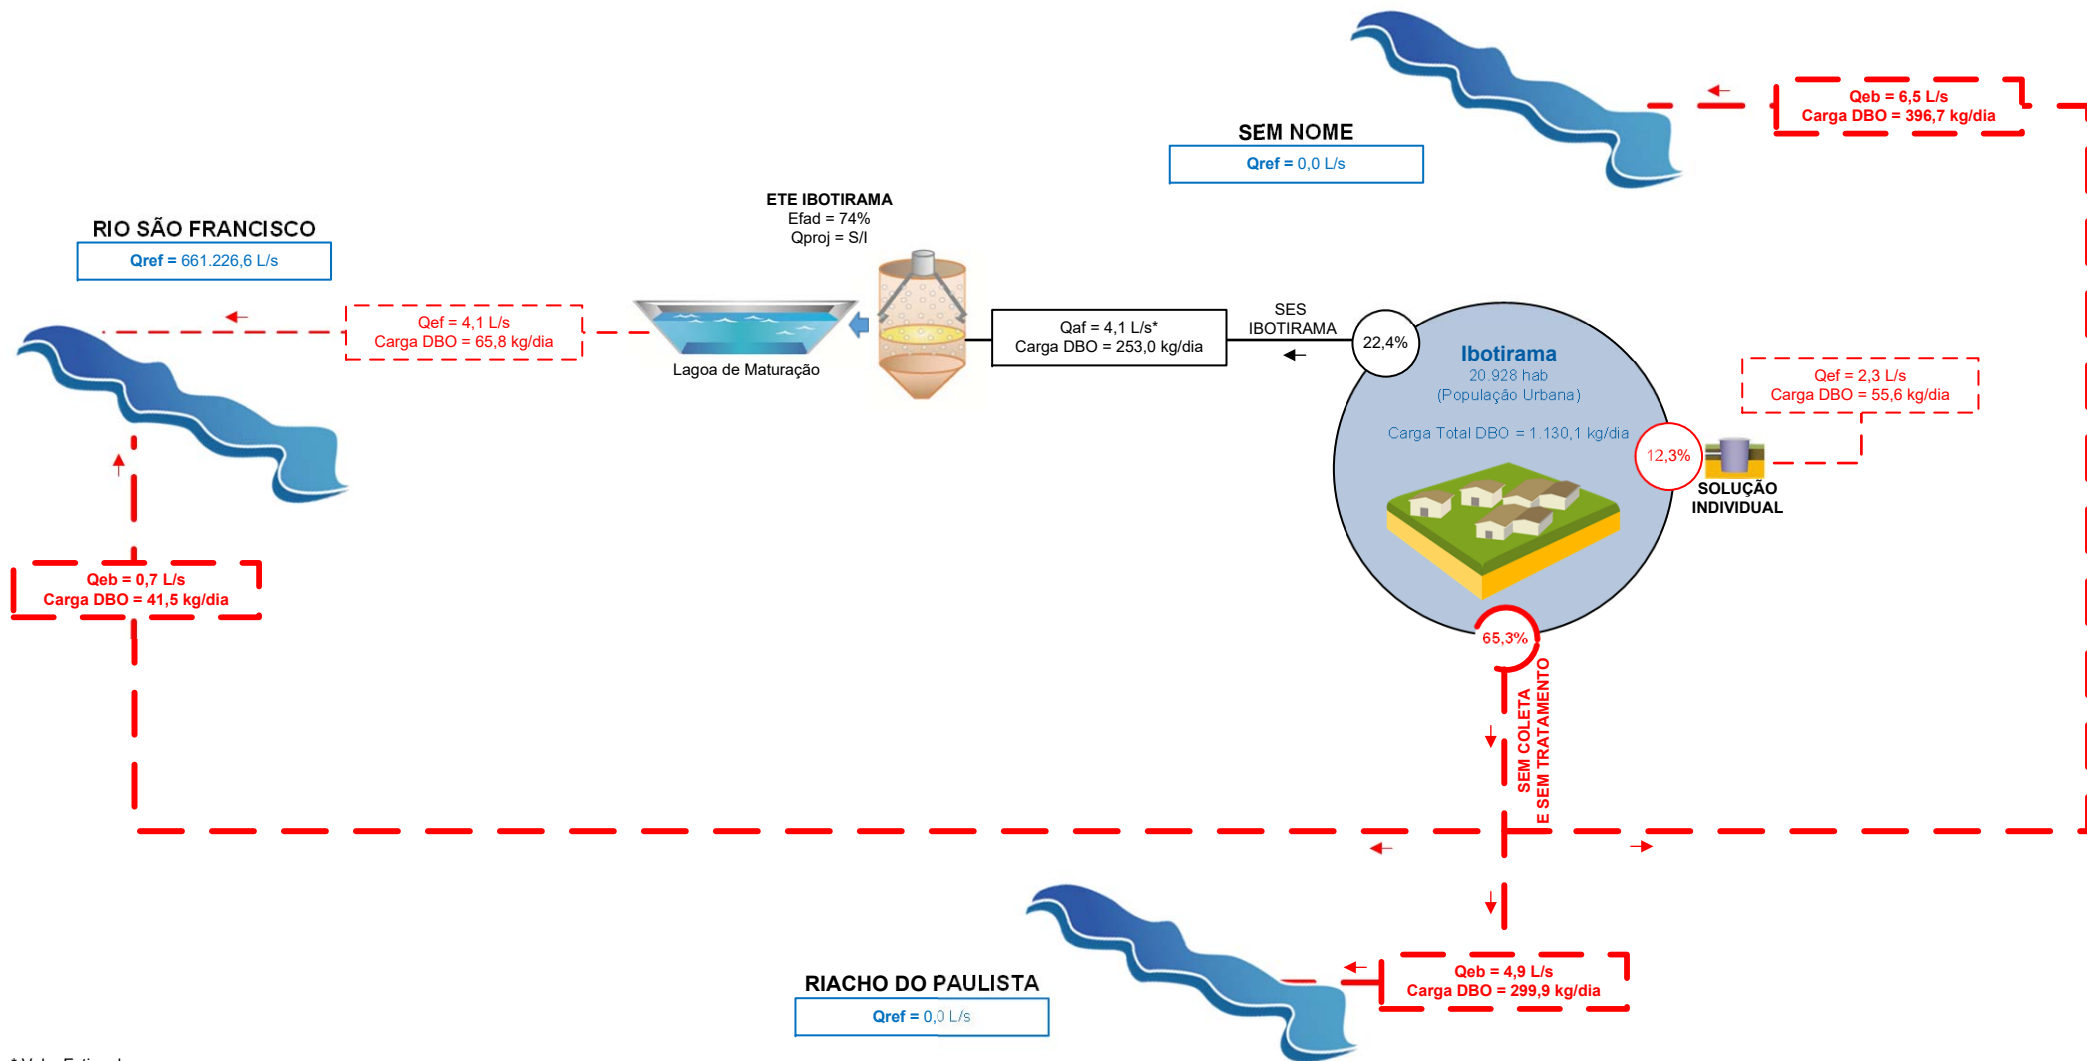 Qeb = 6,5 L/s
Carga DBO = 396,7 kg/dia
SEM NOME
Qref = 0,0 L/s
ETE IBOTIRAMA
Efad = 74%
Qproj = S/I
RIO SÃO FRANCISCO
Qref = 661.226,6 L/s
Qef = 4,1 L/s
Carga DBO = 65,8 kg/dia
Lagoa de Maturação
Qaf = 4,1 L/s*
Carga DBO = 253,0 kg/dia
SES
IBOTIRAMA
22,4%
Ibotirama
20.928 hab
(População Urbana)
Carga Total DBO = 1.130,1 kg/dia
Qef = 2,3 L/s
Carga DBO = 55,6 kg/dia
12,3%
SOLUÇÃO
INDIVIDUAL
Qeb = 0,7 L/s
Carga DBO = 41,5 kg/dia
65,3%
SEM COLETA
E SEM TRATAMENTO
RIACHO DO PAULISTA
Qref = 0,0 L/s
Qeb = 4,9 L/s
Carga DBO = 299,9 kg/dia